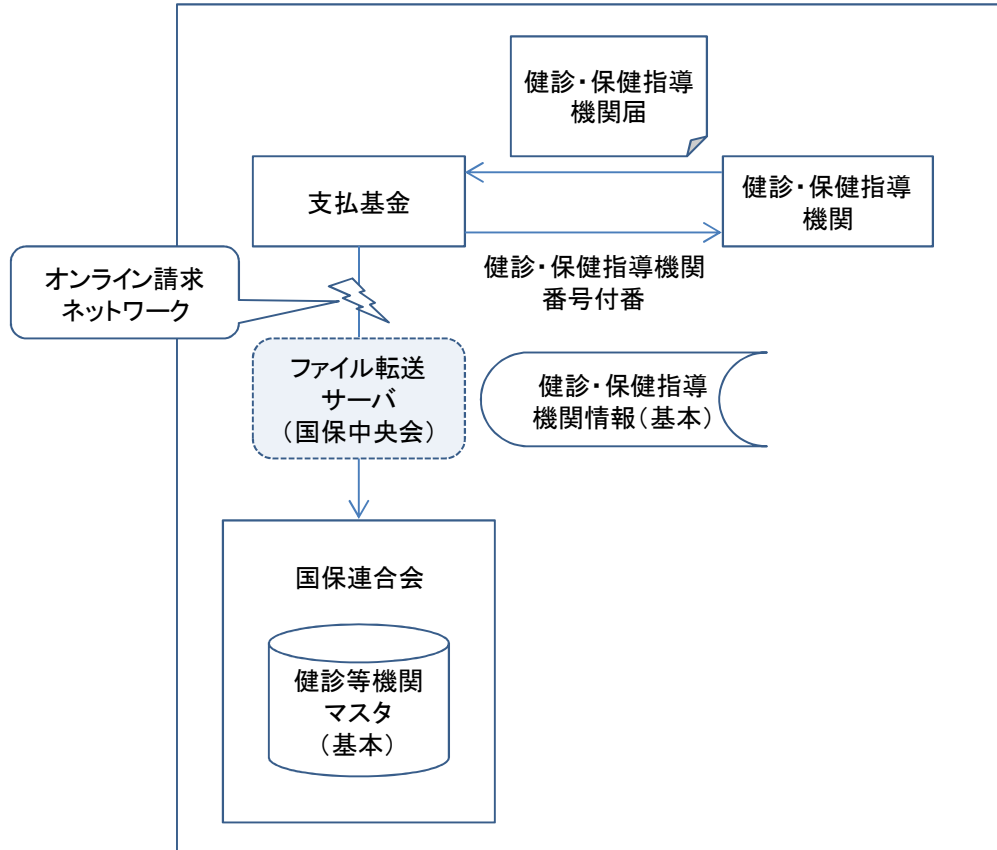 健診・保健指導
機関届
支払基金
健診・保健指導
機関
健診・保健指導機関
番号付番
オンライン請求
ネットワーク
ファイル転送
サーバ
（国保中央会）
健診・保健指導
機関情報（基本）
国保連合会
健診等機関
マスタ
（基本）